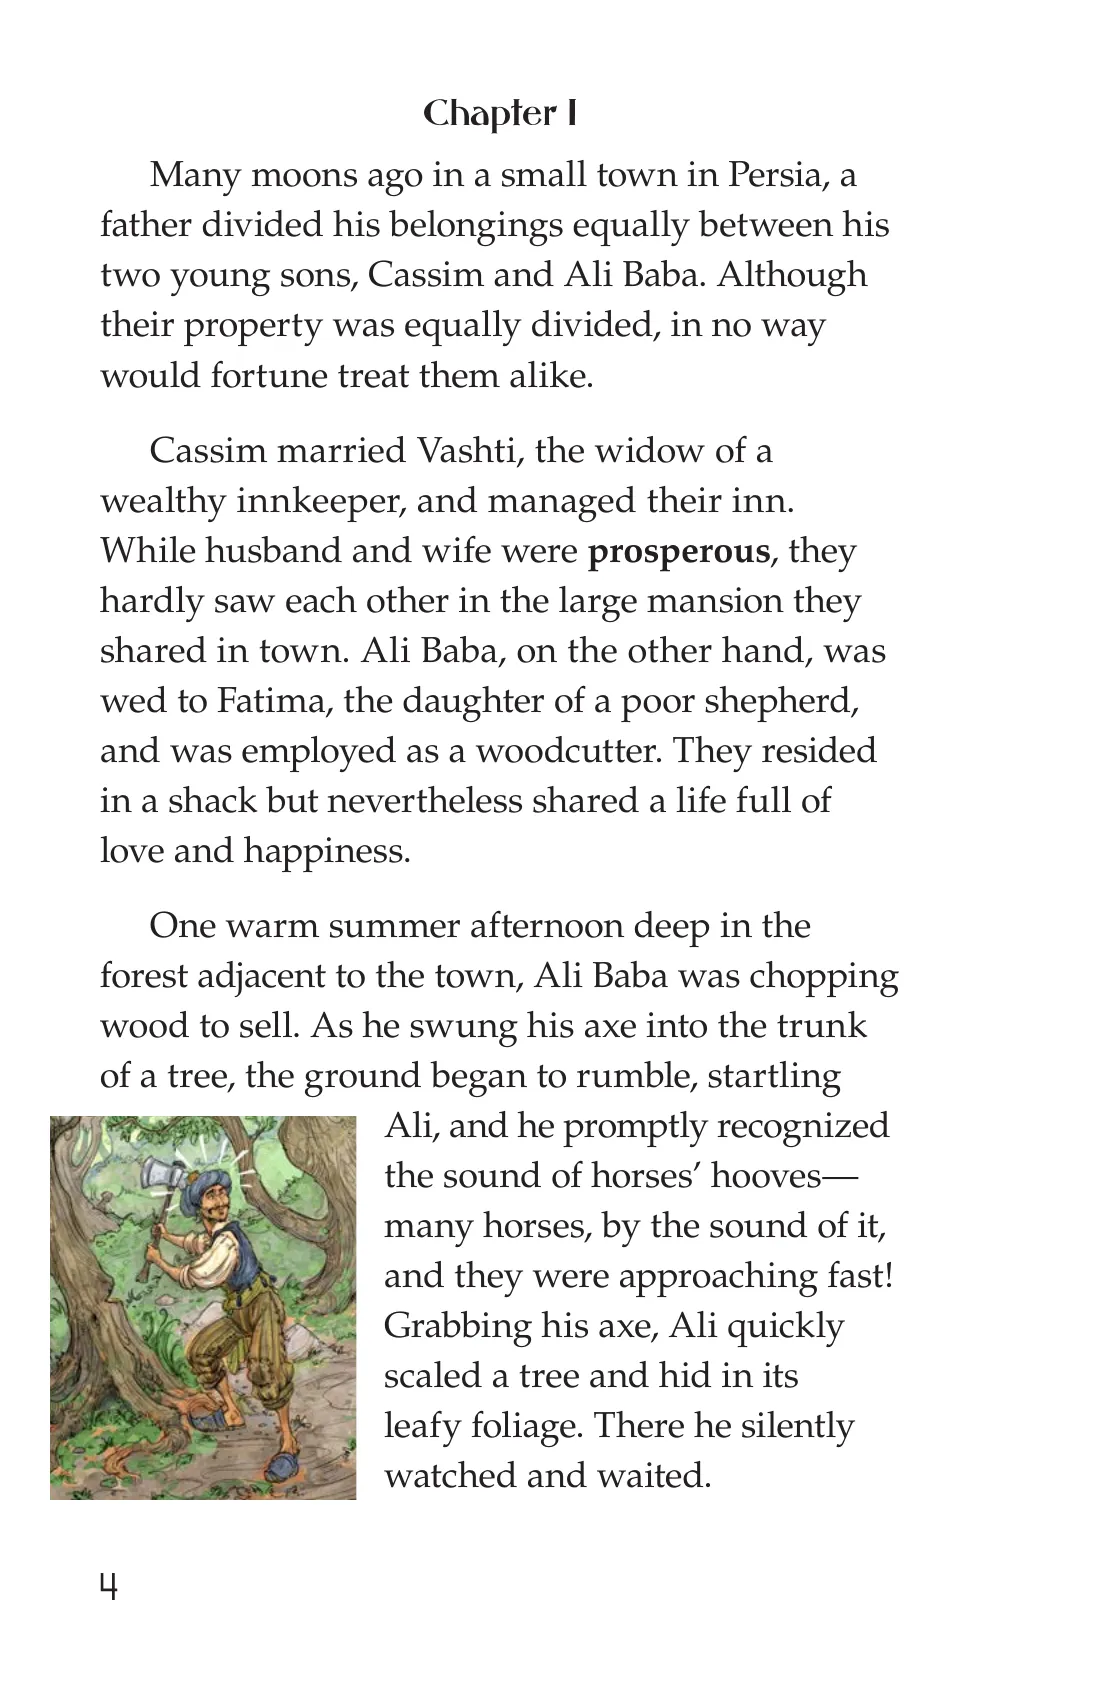 Chapter I
Many moons ago in a small town in Persia, a
father divided his belongings equally between his
two young sons, Cassim and Ali Baba. Although
their property was equally divided, in no way
would fortune treat them alike.
Cassim married Vashti, the widow of a
wealthy innkeeper, and managed their inn.
While husband and wife were prosperous, they
hardly saw each other in the large mansion they
shared in town. Ali Baba, on the other hand, was
wed to Fatima, the daughter of a poor shepherd,
and was employed as a woodcutter. They resided
in a shack but nevertheless shared a life full of
love and happiness.
One warm summer afternoon deep in the
forest adjacent to the town, Ali Baba was chopping
wood to sell. As he swung his axe into the trunk
of a tree, the ground began to rumble, startling
Ali, and he promptly recognized
the sound of horses’ hooves—
many horses, by the sound of it,
and they were approaching fast!
Grabbing his axe, Ali quickly
scaled a tree and hid in its
leafy foliage. There he silently
watched and waited.
4